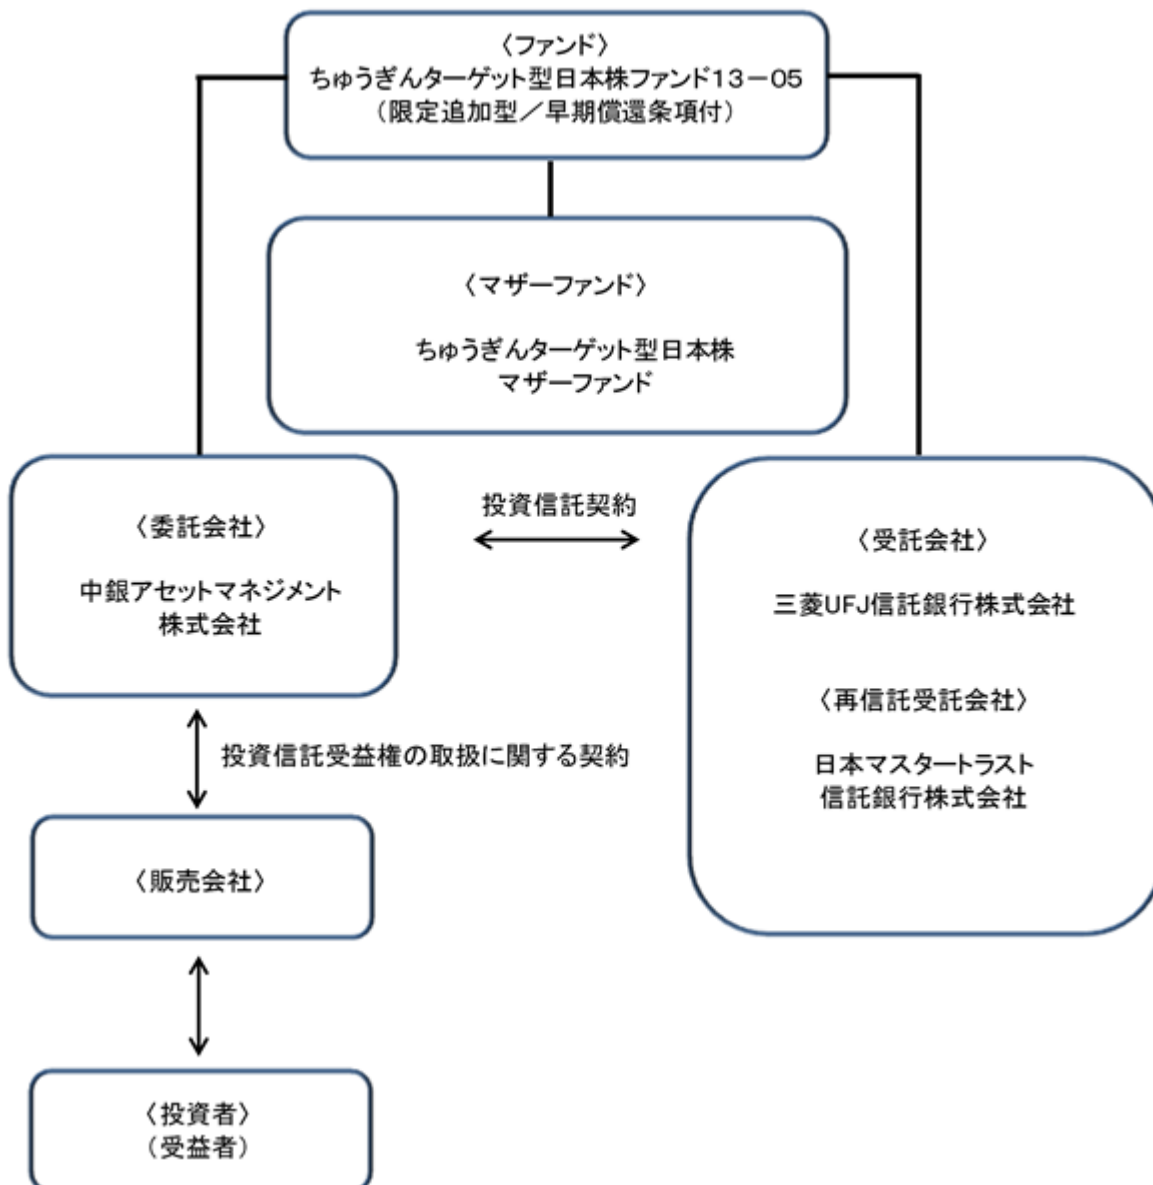 〈ファンド〉
ちゅうぎんターゲット型日本株ファンド13－05
（限定追加型／早期償還条項付）
〈マザーファンド〉
ちゅうぎんターゲット型日本株
マザーファンド
〈委託会社〉
中銀アセットマネジメント
株式会社
投資信託契約
〈受託会社〉
三菱UFJ信託銀行株式会社
〈再信託受託会社〉
日本マスタートラスト
信託銀行株式会社
投資信託受益権の取扱に関する契約
〈販売会社〉
〈投資者〉
（受益者）